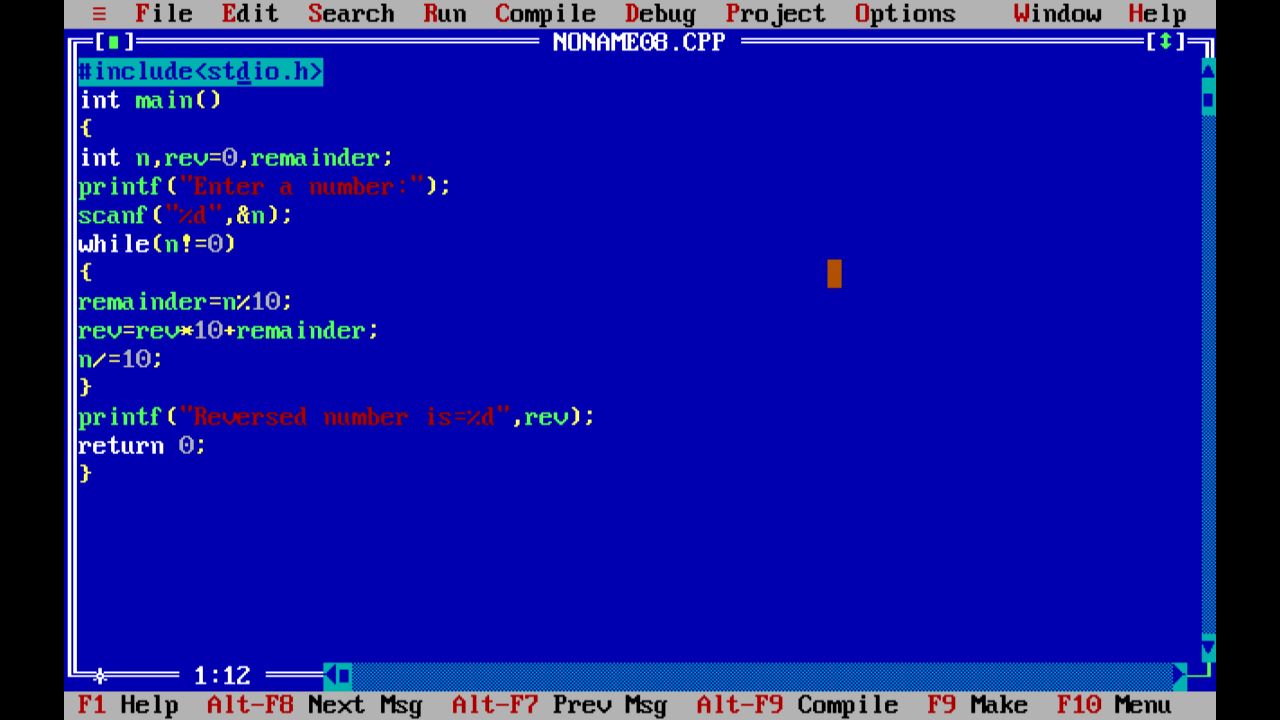 ≡ File Edit Search Run Compile Debug Project Options Window Help
[■] NONAME08.CPP [↕]
#include<stdio.h>
int main()
{
int n,rev=0,remainder;
printf("Enter a number:");
scanf("%d",&n);
while(n!=0)
{
remainder=n%10;
rev=rev*10+remainder;
n/=10;
}
printf("Reversed number is=%d",rev);
return 0;
}
1:12
F1 Help Alt-F8 Next Msg Alt-F7 Prev Msg Alt-F9 Compile F9 Make F10 Menu